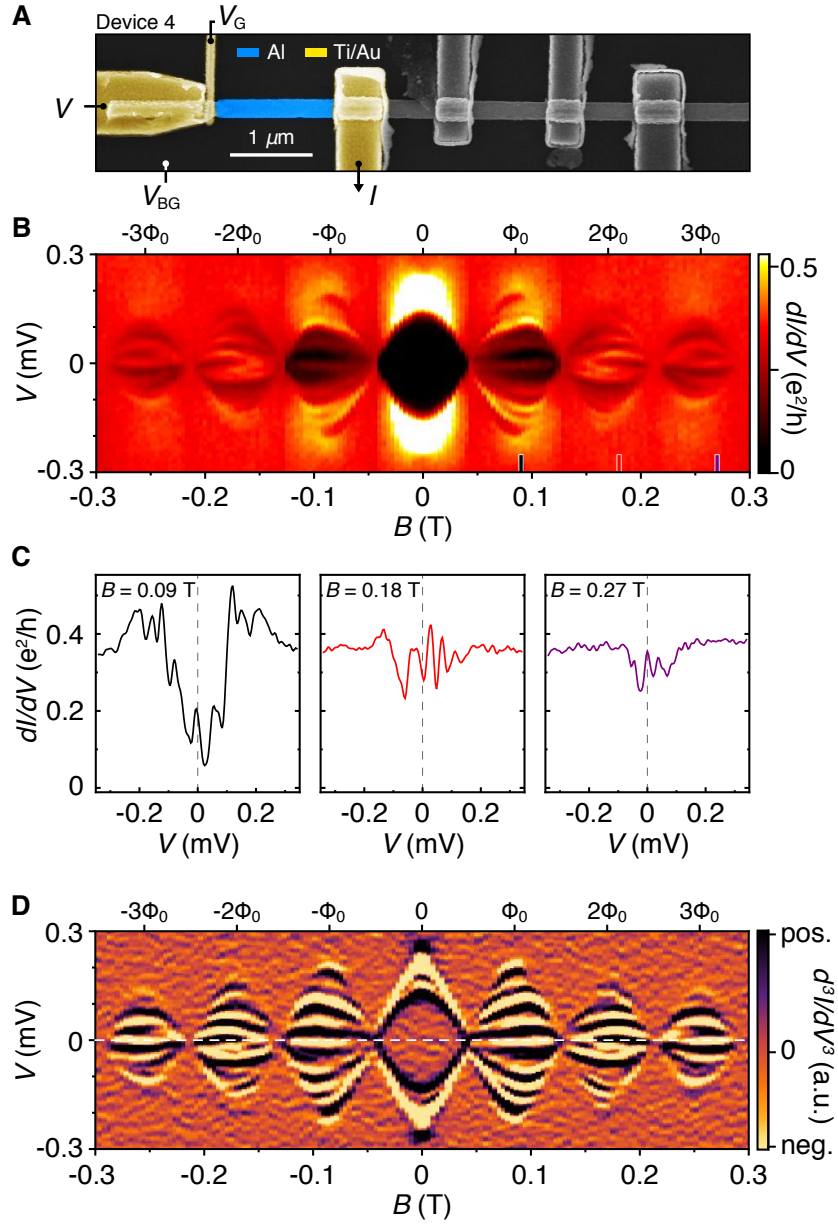 A
Device 4
V_G
Al
Ti/Au
V
1 μm
V_BG
I
B
-3Φ₀ -2Φ₀ -Φ₀ 0 Φ₀ 2Φ₀ 3Φ₀
0.3
0
-0.3
V (mV)
-0.3 -0.2 -0.1 0 0.1 0.2 0.3
B (T)
0.5
0
dI/dV (e²/h)
C
B = 0.09 T
B = 0.18 T
B = 0.27 T
0.4
0.2
0
dI/dV (e²/h)
-0.2 0 0.2
-0.2 0 0.2
-0.2 0 0.2
V (mV)
V (mV)
V (mV)
D
-3Φ₀ -2Φ₀ -Φ₀ 0 Φ₀ 2Φ₀ 3Φ₀
0.3
0
-0.3
V (mV)
-0.3 -0.2 -0.1 0 0.1 0.2 0.3
B (T)
pos.
0
neg.
d³I/dV³ (a.u.)